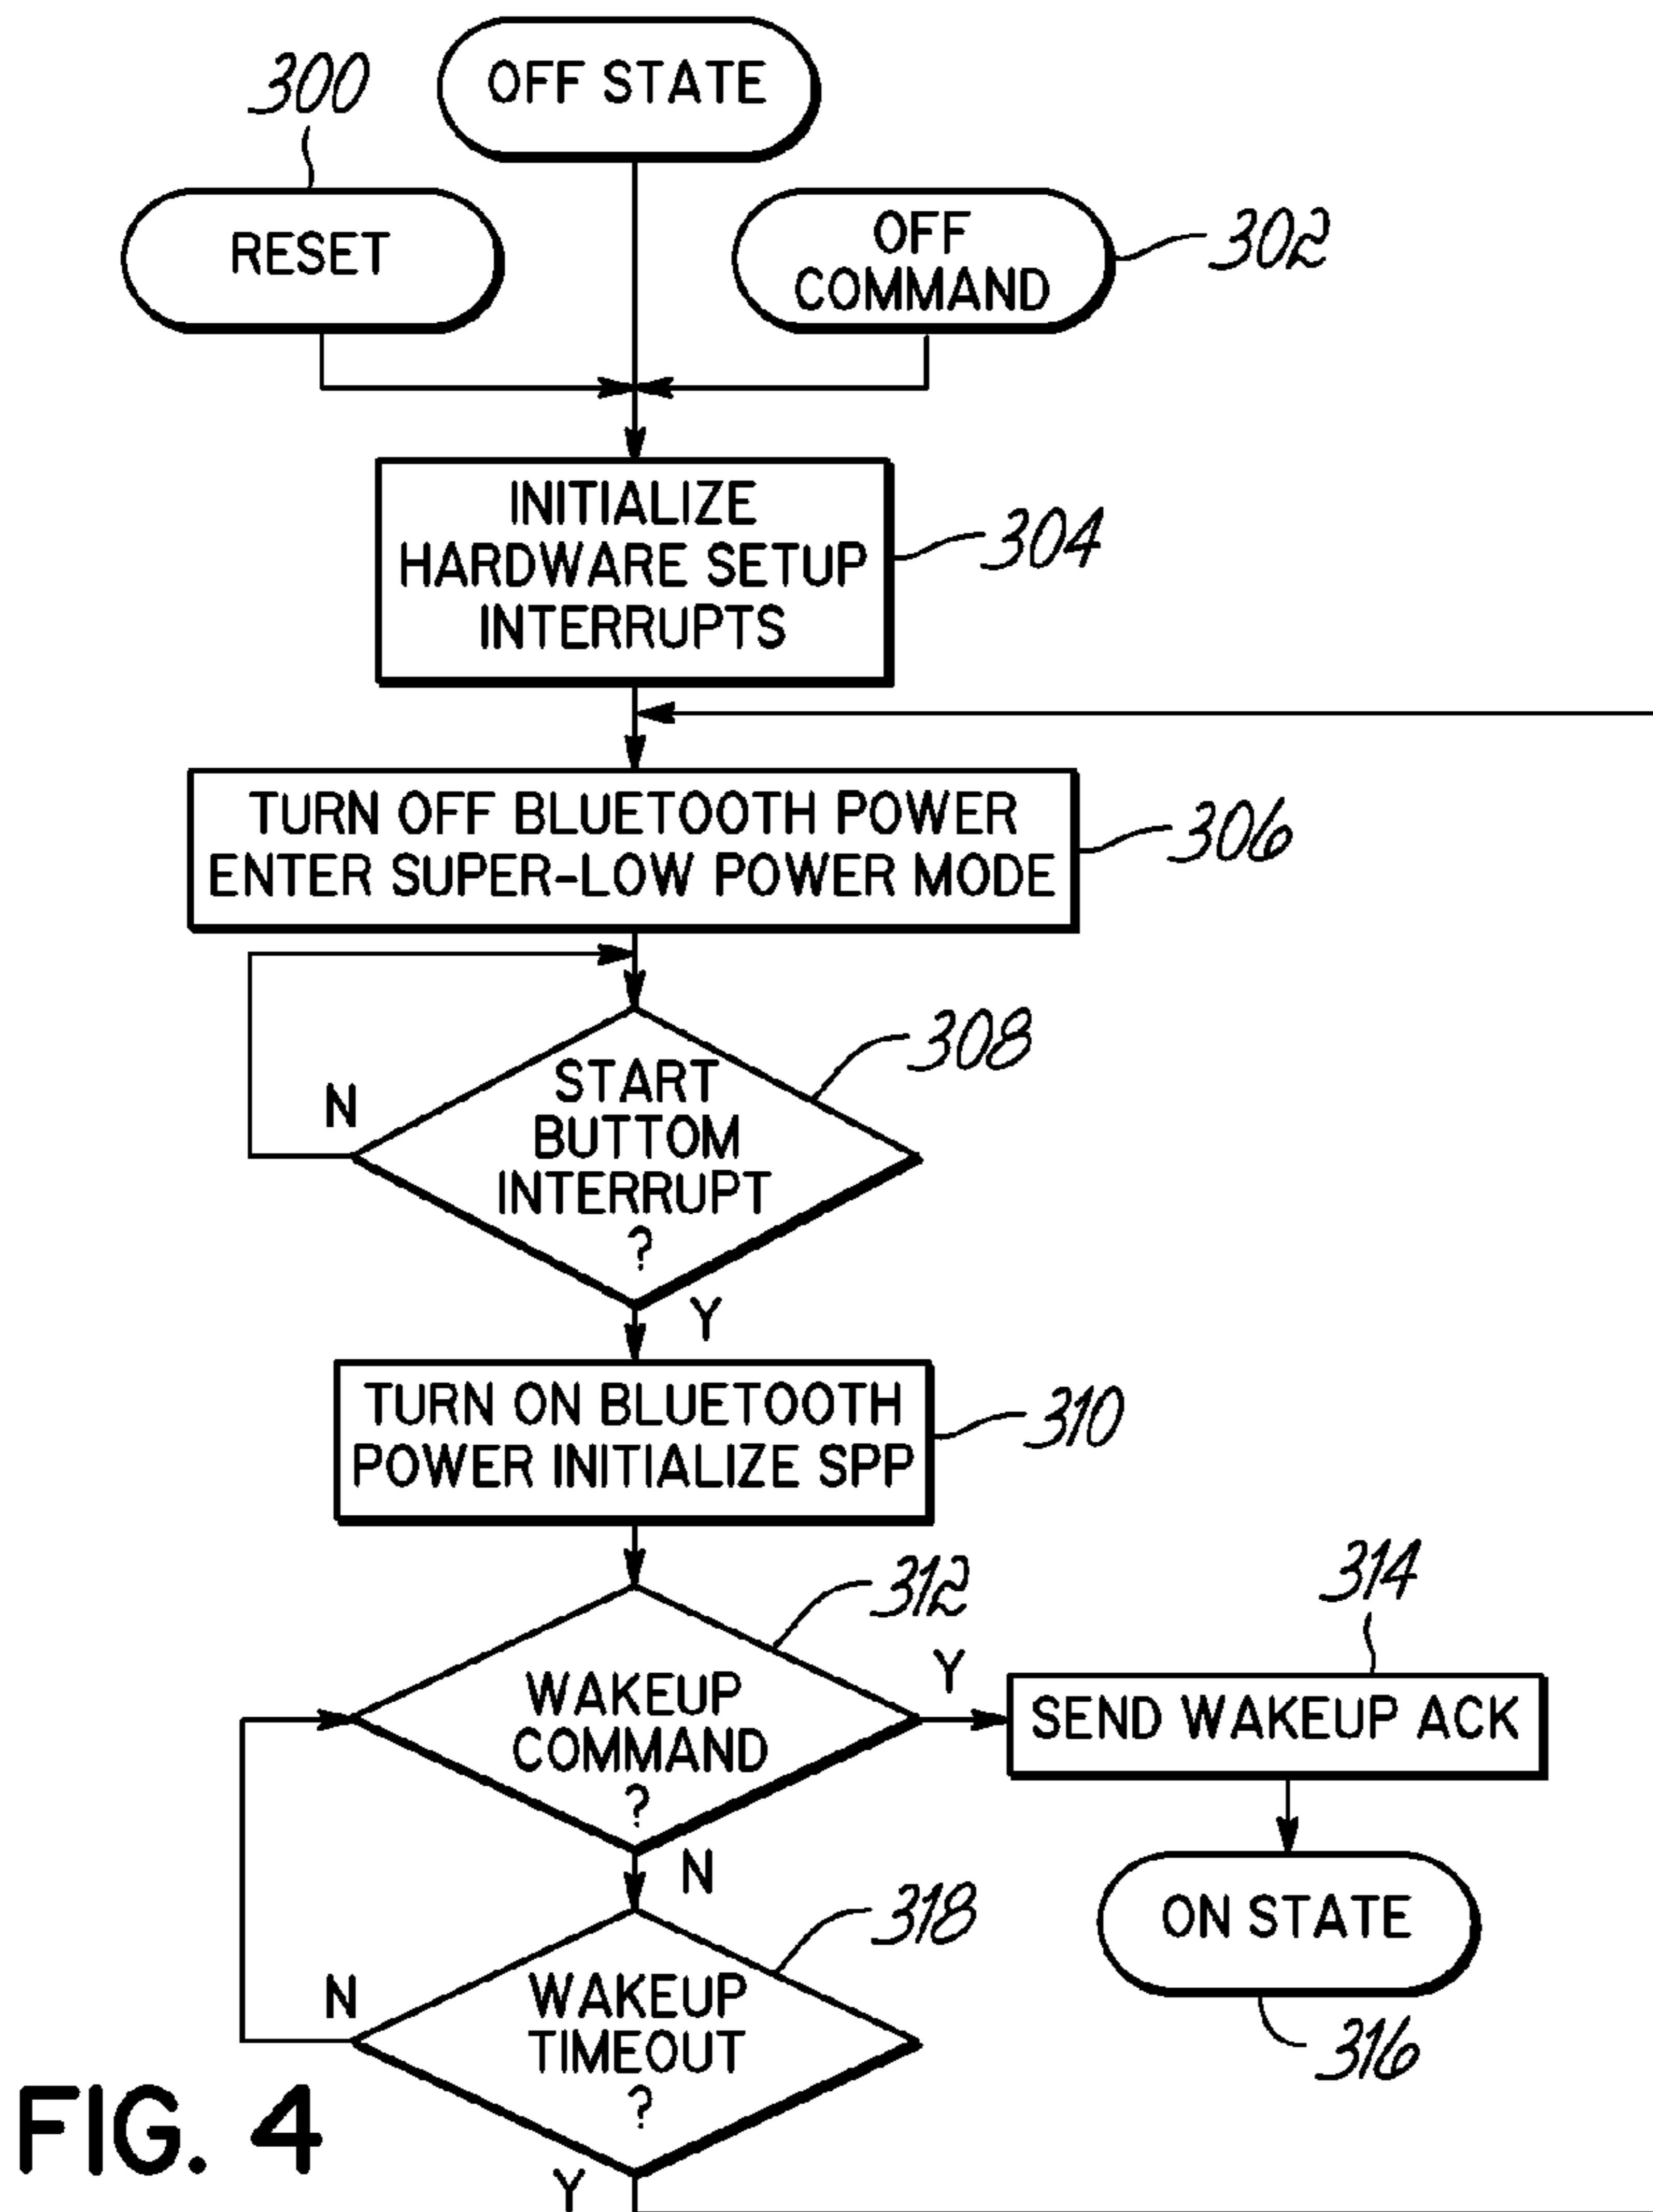 OFF STATE
300
RESET
OFF
COMMAND
302
INITIALIZE
HARDWARE SETUP
INTERRUPTS
304
TURN OFF BLUETOOTH POWER
ENTER SUPER-LOW POWER MODE
306
START
BUTTOM
INTERRUPT
?
308
N
Y
TURN ON BLUETOOTH
POWER INITIALIZE SPP
310
WAKEUP
COMMAND
?
312
Y
N
314
SEND WAKEUP ACK
ON STATE
316
WAKEUP
TIMEOUT
?
318
N
Y
FIG. 4